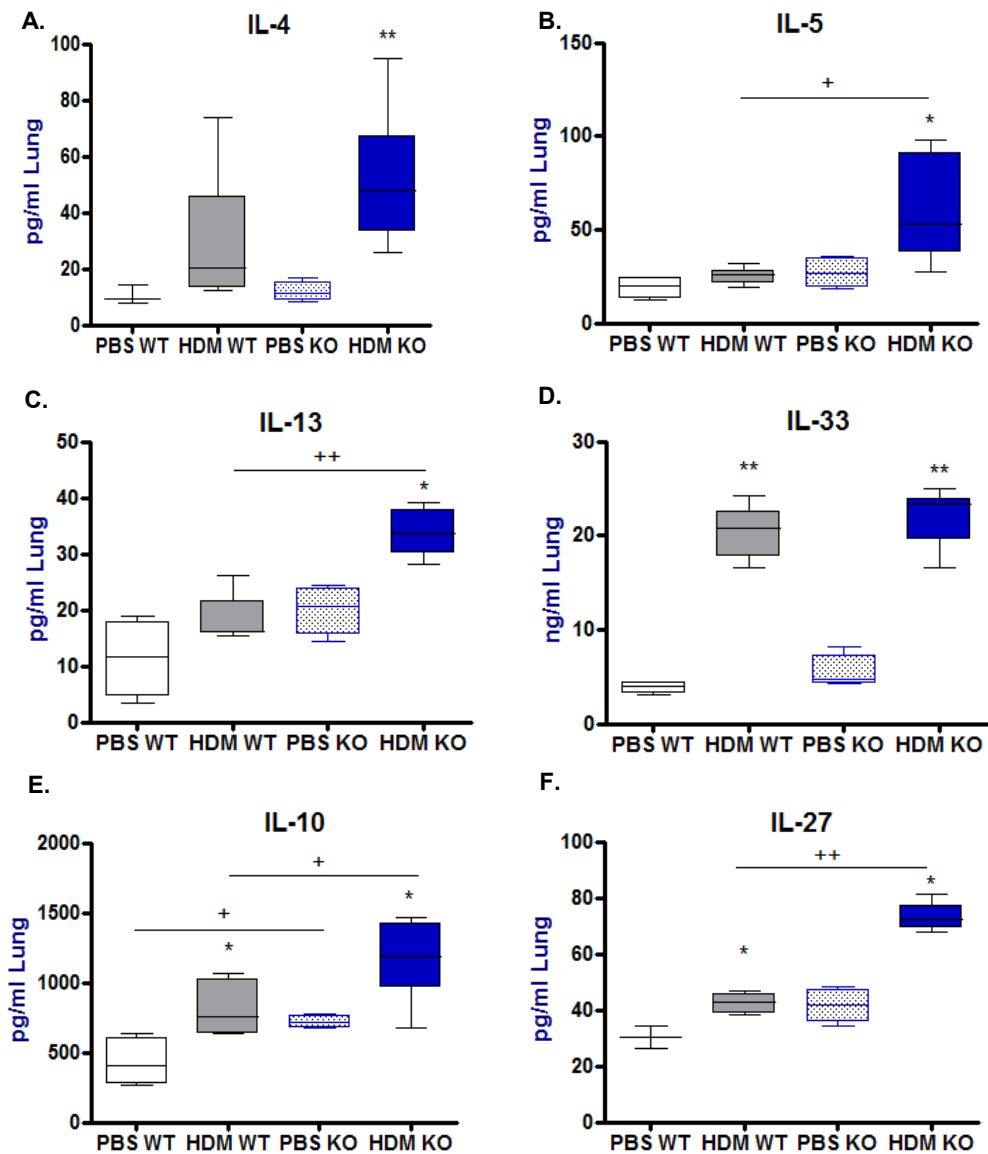 A.
IL-4
**
100
80
60
40
20
0
pg/ml Lung
PBS WT HDM WT PBS KO HDM KO
B.
IL-5
+
*
150
100
50
0
pg/ml Lung
PBS WT HDM WT PBS KO HDM KO
C.
IL-13
++
*
50
40
30
20
10
0
pg/ml Lung
PBS WT HDM WT PBS KO HDM KO
D.
IL-33
** **
30
20
10
0
ng/ml Lung
PBS WT HDM WT PBS KO HDM KO
E.
IL-10
+
+ *
*
2000
1500
1000
500
0
pg/ml Lung
PBS WT HDM WT PBS KO HDM KO
F.
IL-27
++
*
*
100
80
60
40
20
0
pg/ml Lung
PBS WT HDM WT PBS KO HDM KO